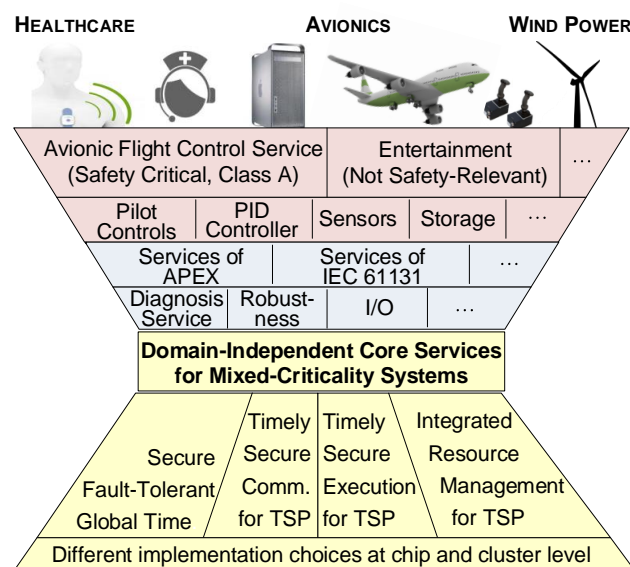 HEALTHCARE AVIONICS WIND POWER
Avionic Flight Control Service Entertainment ...
(Safety Critical, Class A) (Not Safety-Relevant)
Pilot PID Sensors Storage ...
Controls Controller
Services of Services of ...
APEX IEC 61131
Diagnosis Robust- I/O ...
Service ness
Domain-Independent Core Services
for Mixed-Criticality Systems
Secure
Fault-Tolerant
Global Time
Timely
Secure
Comm.
for TSP
Timely
Secure
Execution
for TSP
Integrated
Resource
Management
for TSP
Different implementation choices at chip and cluster level